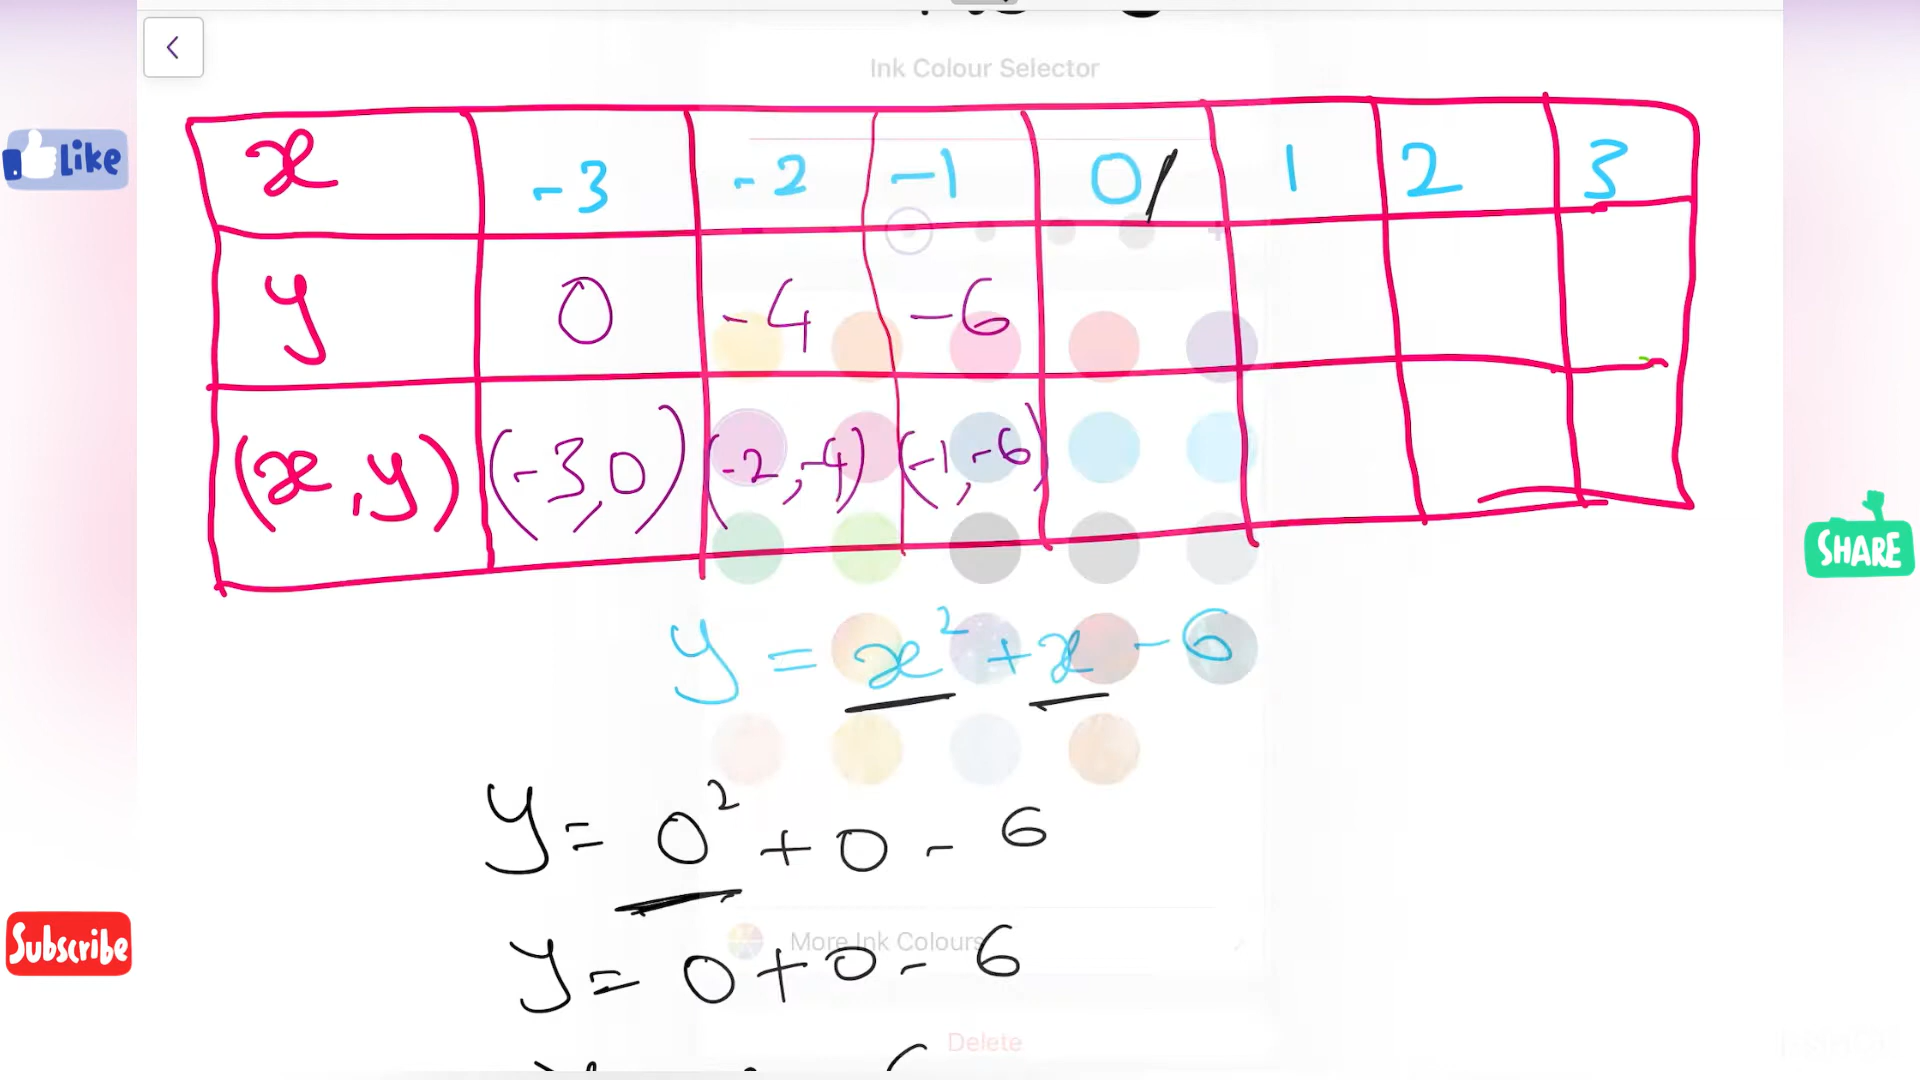 Ink Colour Selector
x -3 -2 -1 0/ 1 2 3
y 0 -4 -6
(x,y) (-3,0) (-2,-4) (-1,-6)
y = x² + x - 6
y = 0² + 0 - 6
More Ink Colours
y = 0 + 0 - 6
Delete
Like
Subscribe
SHARE